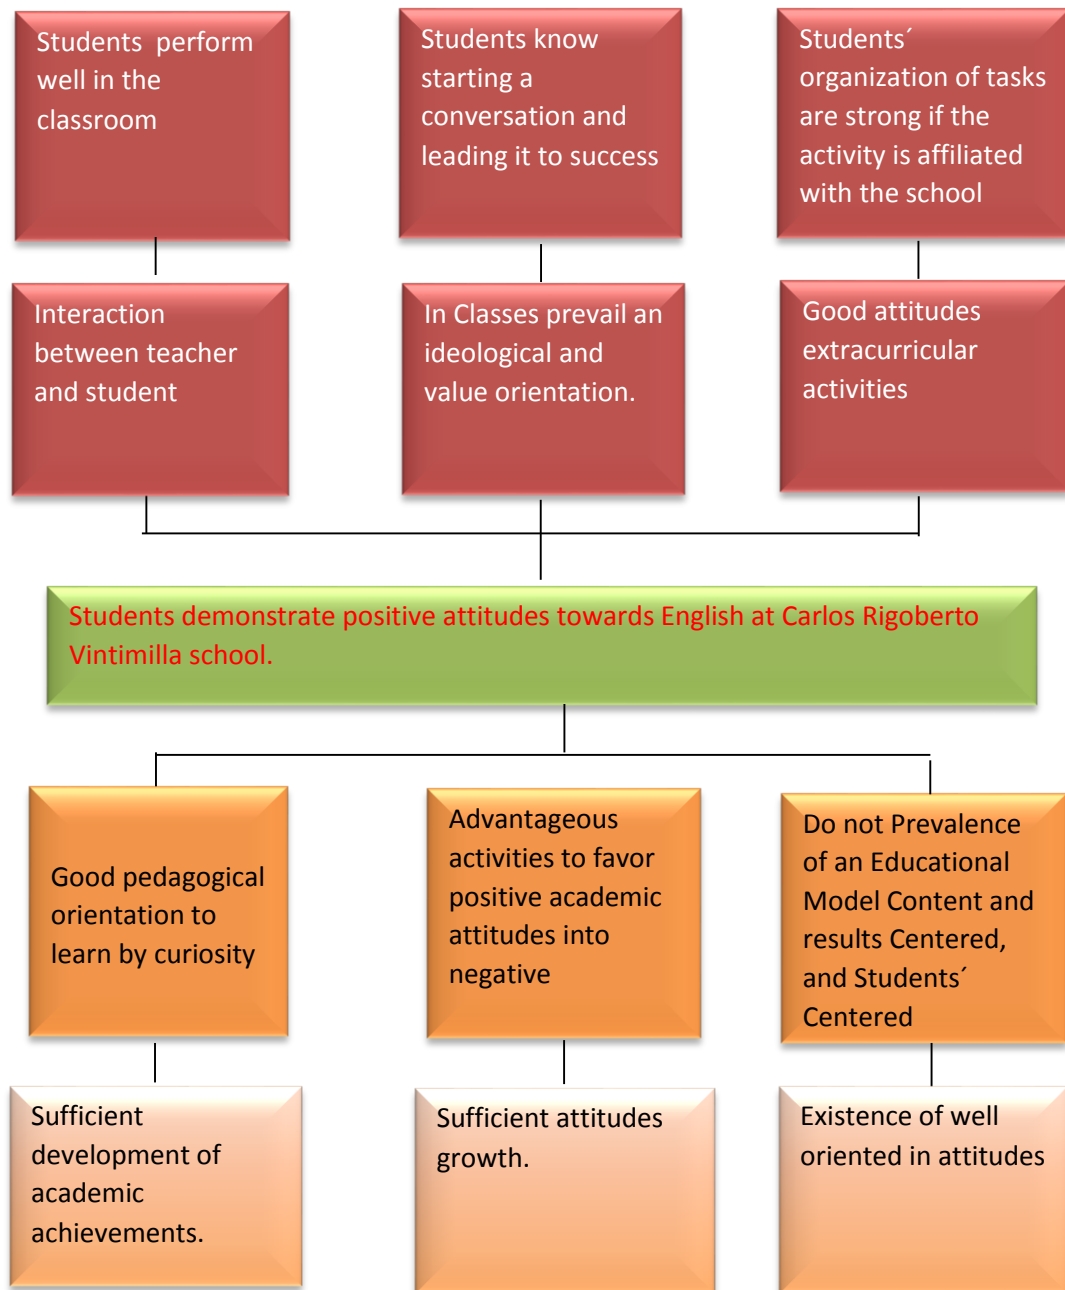 Students perform
well in the
classroom
Students know
starting a
conversation and
leading it to success
Students´
organization of tasks
are strong if the
activity is affiliated
with the school
Interaction
between teacher
and student
In Classes prevail an
ideological and
value orientation.
Good attitudes
extracurricular
activities
Students demonstrate positive attitudes towards English at Carlos Rigoberto
Vintimilla school.
Good pedagogical
orientation to
learn by curiosity
Advantageous
activities to favor
positive academic
attitudes into
negative
Do not Prevalence
of an Educational
Model Content and
results Centered,
and Students´
Centered
Sufficient
development of
academic
achievements.
Sufficient attitudes
growth.
Existence of well
oriented in attitudes